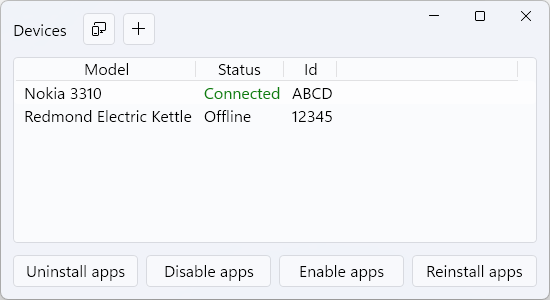 Devices
Model Status Id
Nokia 3310 Connected ABCD
Redmond Electric Kettle Offline 12345
Uninstall apps Disable apps Enable apps Reinstall apps